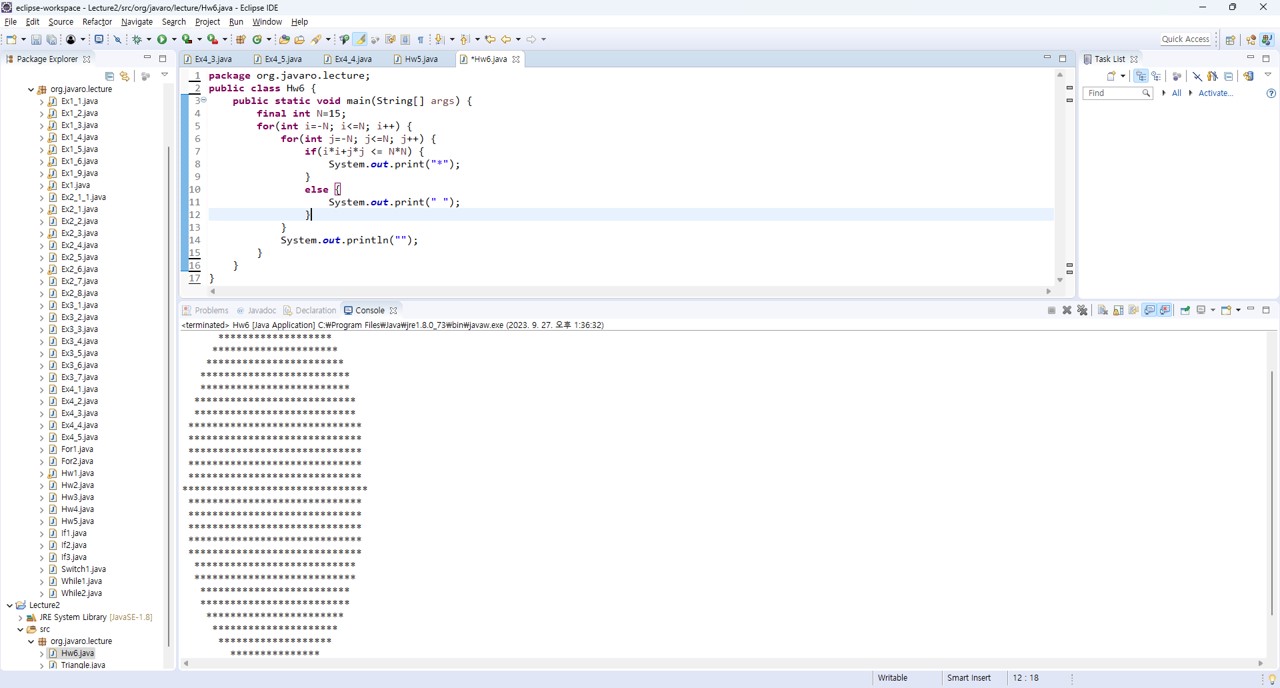 eclipse-workspace - Lecture2/src/org/javaro/lecture/Hw6.java - Eclipse IDE
File Edit Source Refactor Navigate Search Project Run Window Help
Quick Access
Package Explorer
org.javaro.lecture
Ex1_1.java
Ex1_2.java
Ex1_3.java
Ex1_4.java
Ex1_5.java
Ex1_6.java
Ex1_9.java
Ex1.java
Ex2_1_1.java
Ex2_1.java
Ex2_2.java
Ex2_3.java
Ex2_4.java
Ex2_5.java
Ex2_6.java
Ex2_7.java
Ex2_8.java
Ex3_1.java
Ex3_2.java
Ex3_3.java
Ex3_4.java
Ex3_5.java
Ex3_6.java
Ex3_7.java
Ex4_1.java
Ex4_2.java
Ex4_3.java
Ex4_4.java
Ex4_5.java
For1.java
For2.java
Hw1.java
Hw2.java
Hw3.java
Hw4.java
Hw5.java
If1.java
If2.java
If3.java
Switch1.java
While1.java
While2.java
Lecture2
JRE System Library [JavaSE-1.8]
src
org.javaro.lecture
Hw6.java
Triangle.java
Ex4_3.java Ex4_5.java Ex4_4.java Hw5.java *Hw6.java
1 package org.javaro.lecture;
2 public class Hw6 {
3 public static void main(String[] args) {
4 final int N=15;
5 for(int i=-N; i<=N; i++) {
6 for(int j=-N; j<=N; j++) {
7 if(i*i+j*j <= N*N) {
8 System.out.print("*");
9 }
10 else {
11 System.out.print(" ");
12 }
13 }
14 System.out.println("");
15 }
16 }
17 }
Task List
Find All Activate...
Problems Javadoc Declaration Console
<terminated> Hw6 [Java Application] C:₩Program Files₩Java₩jre1.8.0_73₩bin₩javaw.exe (2023. 9. 27. 오후 1:36:32)
*******************
*********************
***********************
*************************
*************************
***************************
***************************
*****************************
*****************************
*****************************
*****************************
*****************************
*******************************
*****************************
*****************************
*****************************
*****************************
*****************************
***************************
***************************
*************************
*************************
***********************
*********************
*******************
***************
Writable Smart Insert 12 : 18